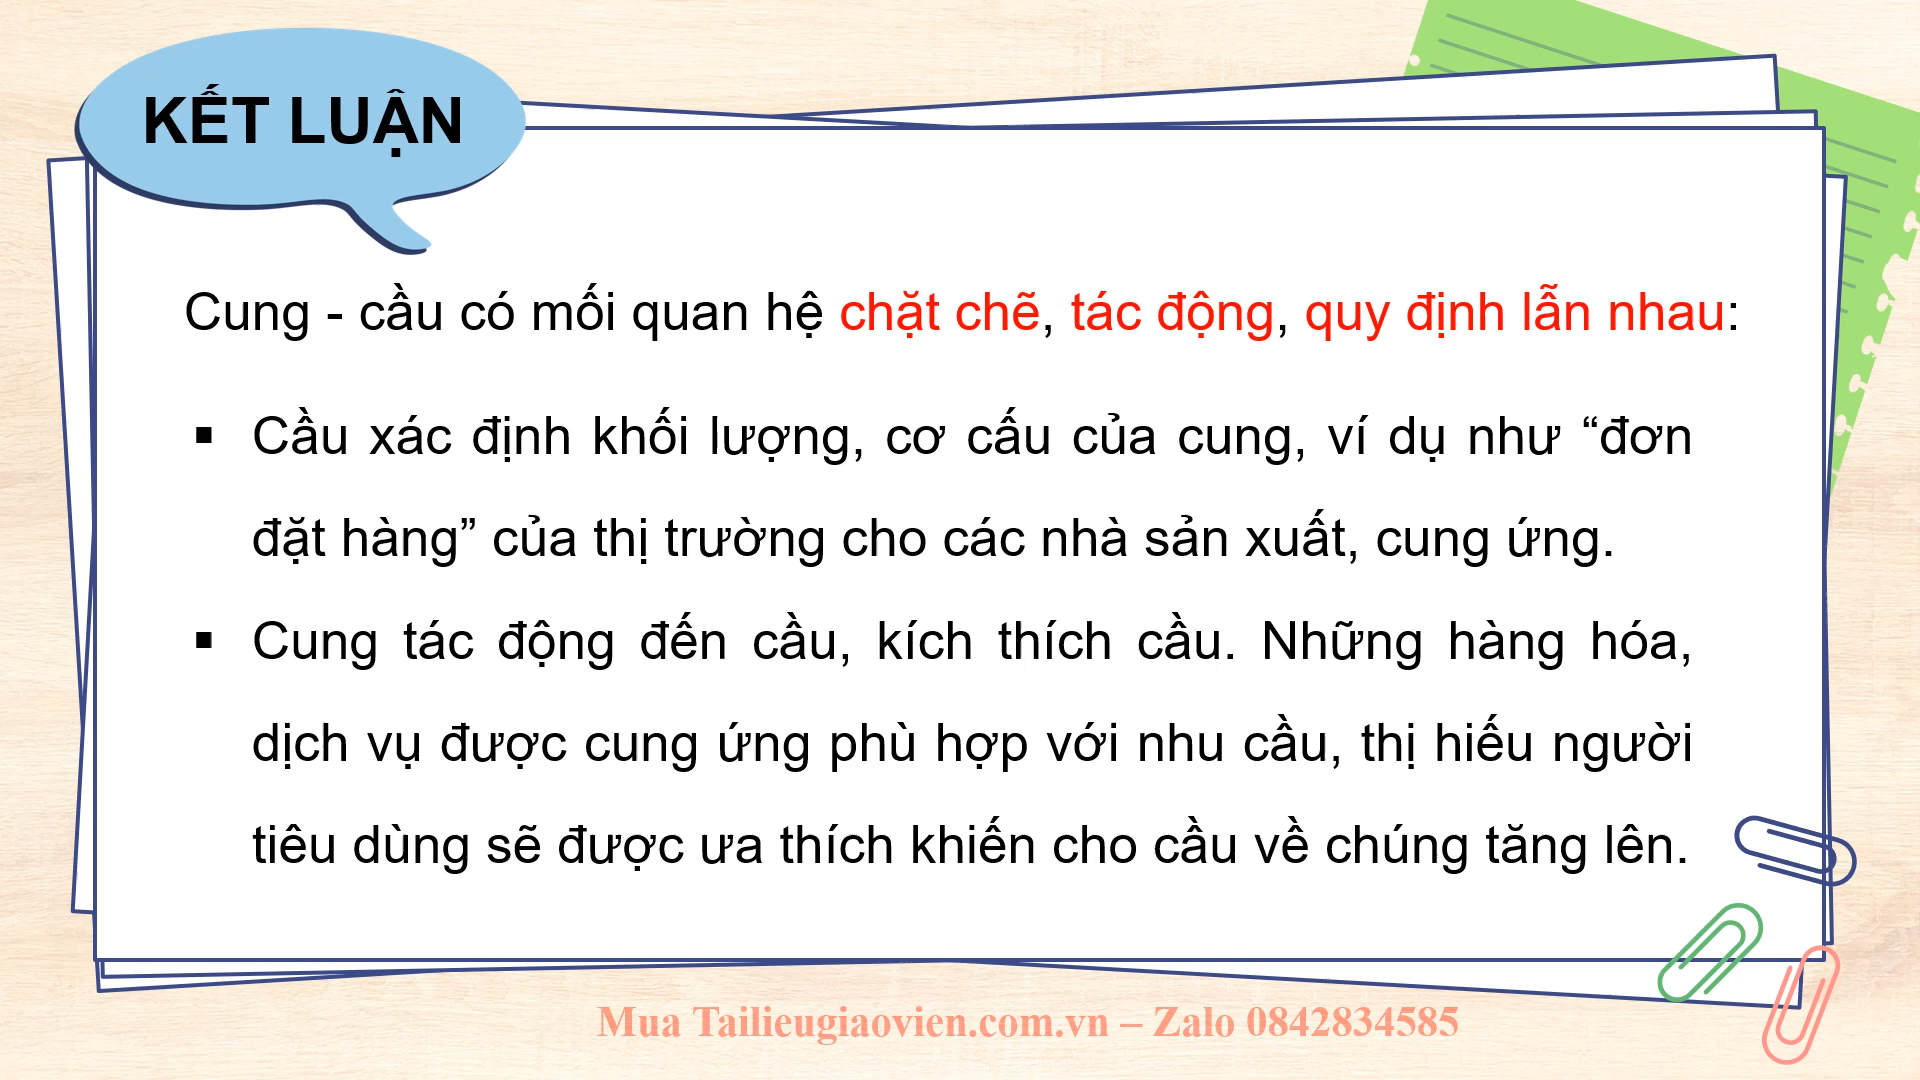 KẾT LUẬN
Cung - cầu có mối quan hệ chặt chẽ, tác động, quy định lẫn nhau:
▪ Cầu xác định khối lượng, cơ cấu của cung, ví dụ như “đơn
đặt hàng” của thị trường cho các nhà sản xuất, cung ứng.
▪ Cung tác động đến cầu, kích thích cầu. Những hàng hóa,
dịch vụ được cung ứng phù hợp với nhu cầu, thị hiếu người
tiêu dùng sẽ được ưa thích khiến cho cầu về chúng tăng lên.
Mua Tailieugiaovien.com.vn – Zalo 0842834585